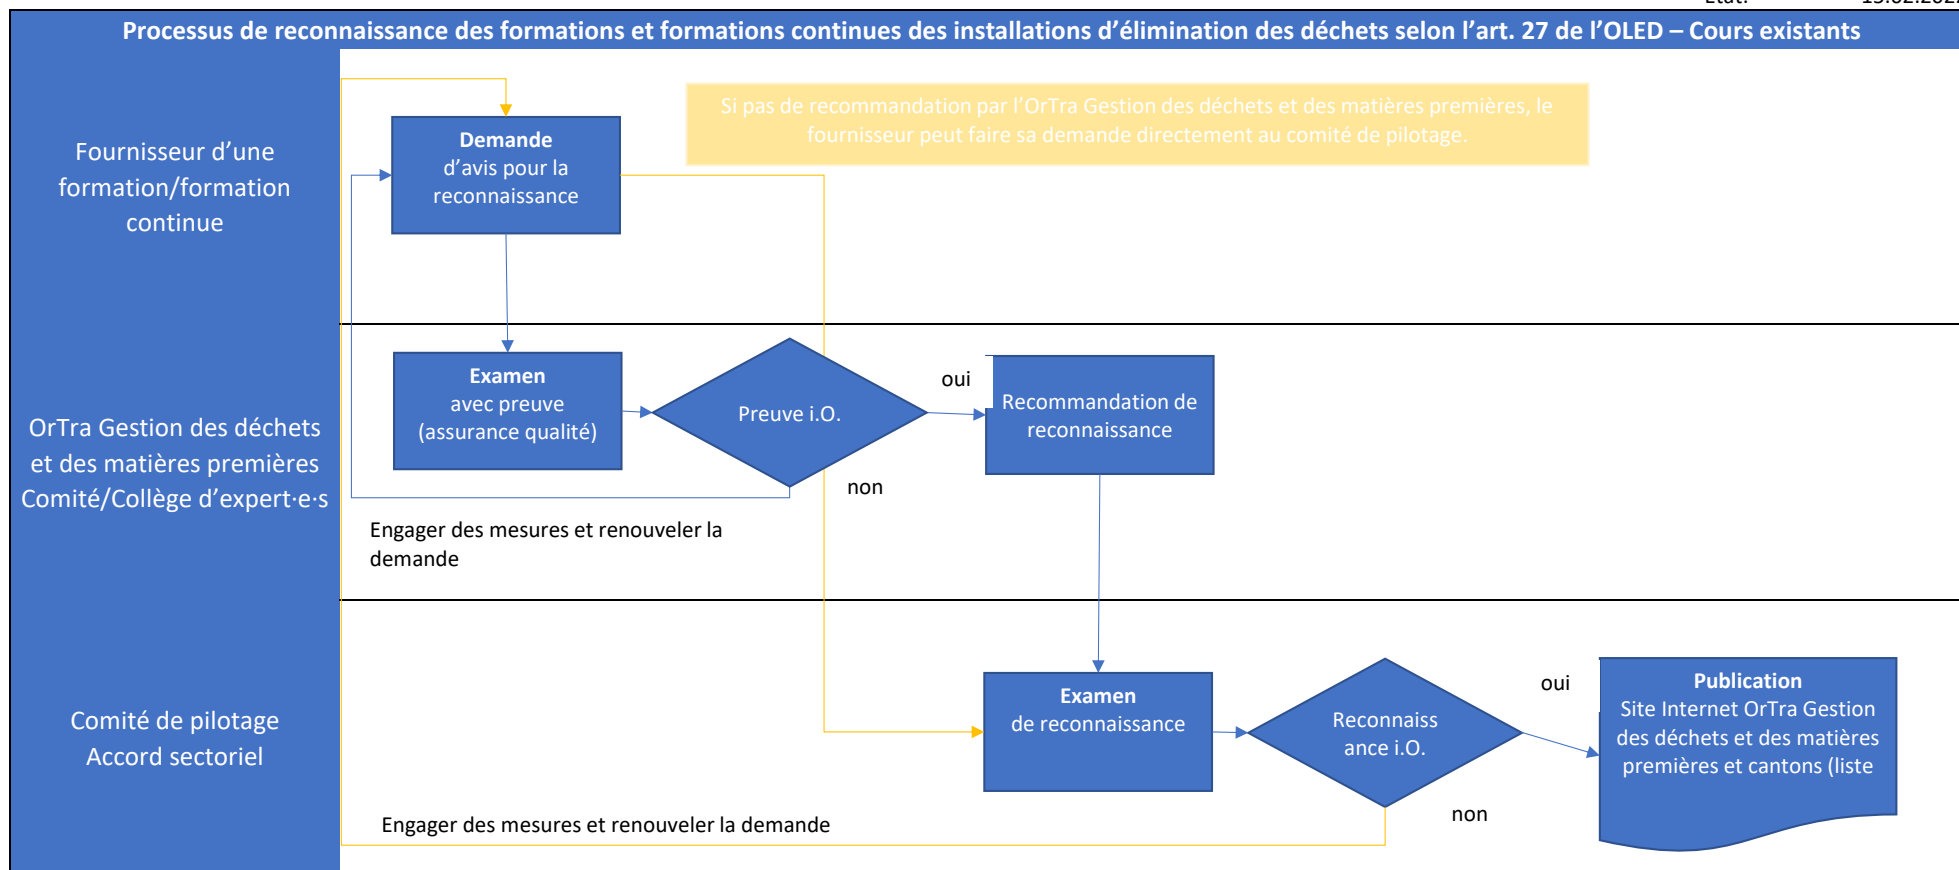 Processus de reconnaissance des formations et formations continues des installations d’élimination des déchets selon l’art. 27 de l’OLED – Cours existants
Fournisseur d’une
formation/formation
continue
Demande
d’avis pour la
reconnaissance
Si pas de recommandation par l’OrTra Gestion des déchets et des matières premières, le
fournisseur peut faire sa demande directement au comité de pilotage.
OrTra Gestion des déchets
et des matières premières
Comité/Collège d’expert·e·s
Examen
avec preuve
(assurance qualité)
Preuve i.O.
oui
non
Recommandation de
reconnaissance
Engager des mesures et renouveler la
demande
Comité de pilotage
Accord sectoriel
Examen
de reconnaissance
Reconnaiss
ance i.O.
oui
non
Publication
Site Internet OrTra Gestion
des déchets et des matières
premières et cantons (liste
Engager des mesures et renouveler la demande